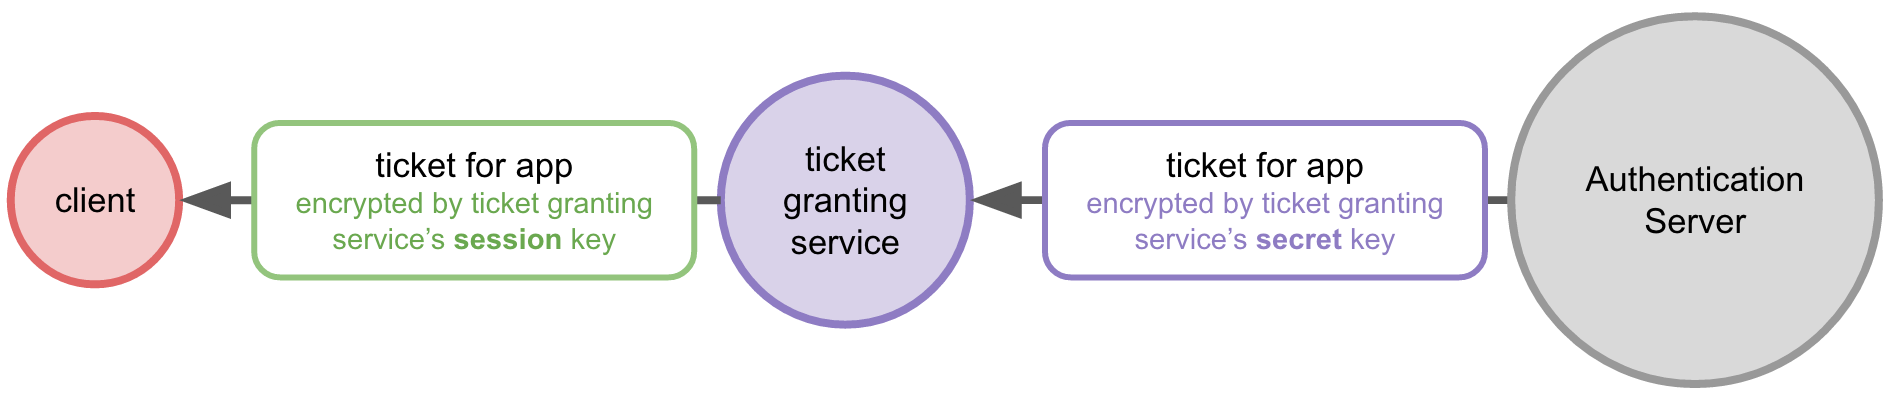 client
ticket for app
encrypted by ticket granting
service's session key
ticket
granting
service
ticket for app
encrypted by ticket granting
service's secret key
Authentication
Server